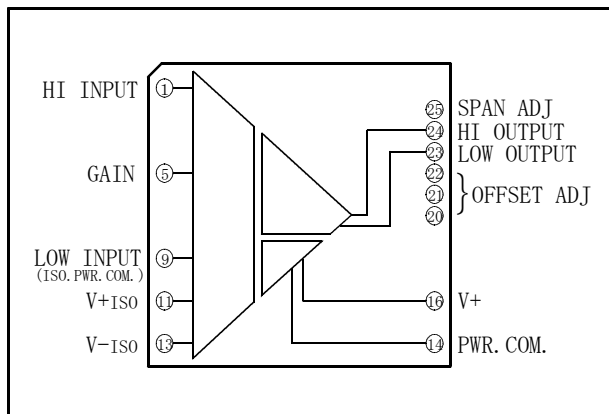 HI INPUT 1
GAIN 5
LOW INPUT 9
(ISO.PWR.COM.)
V+ISO 11
V-ISO 13
25 SPAN ADJ
24 HI OUTPUT
23 LOW OUTPUT
22
21 OFFSET ADJ
20
16 V+
14 PWR.COM.